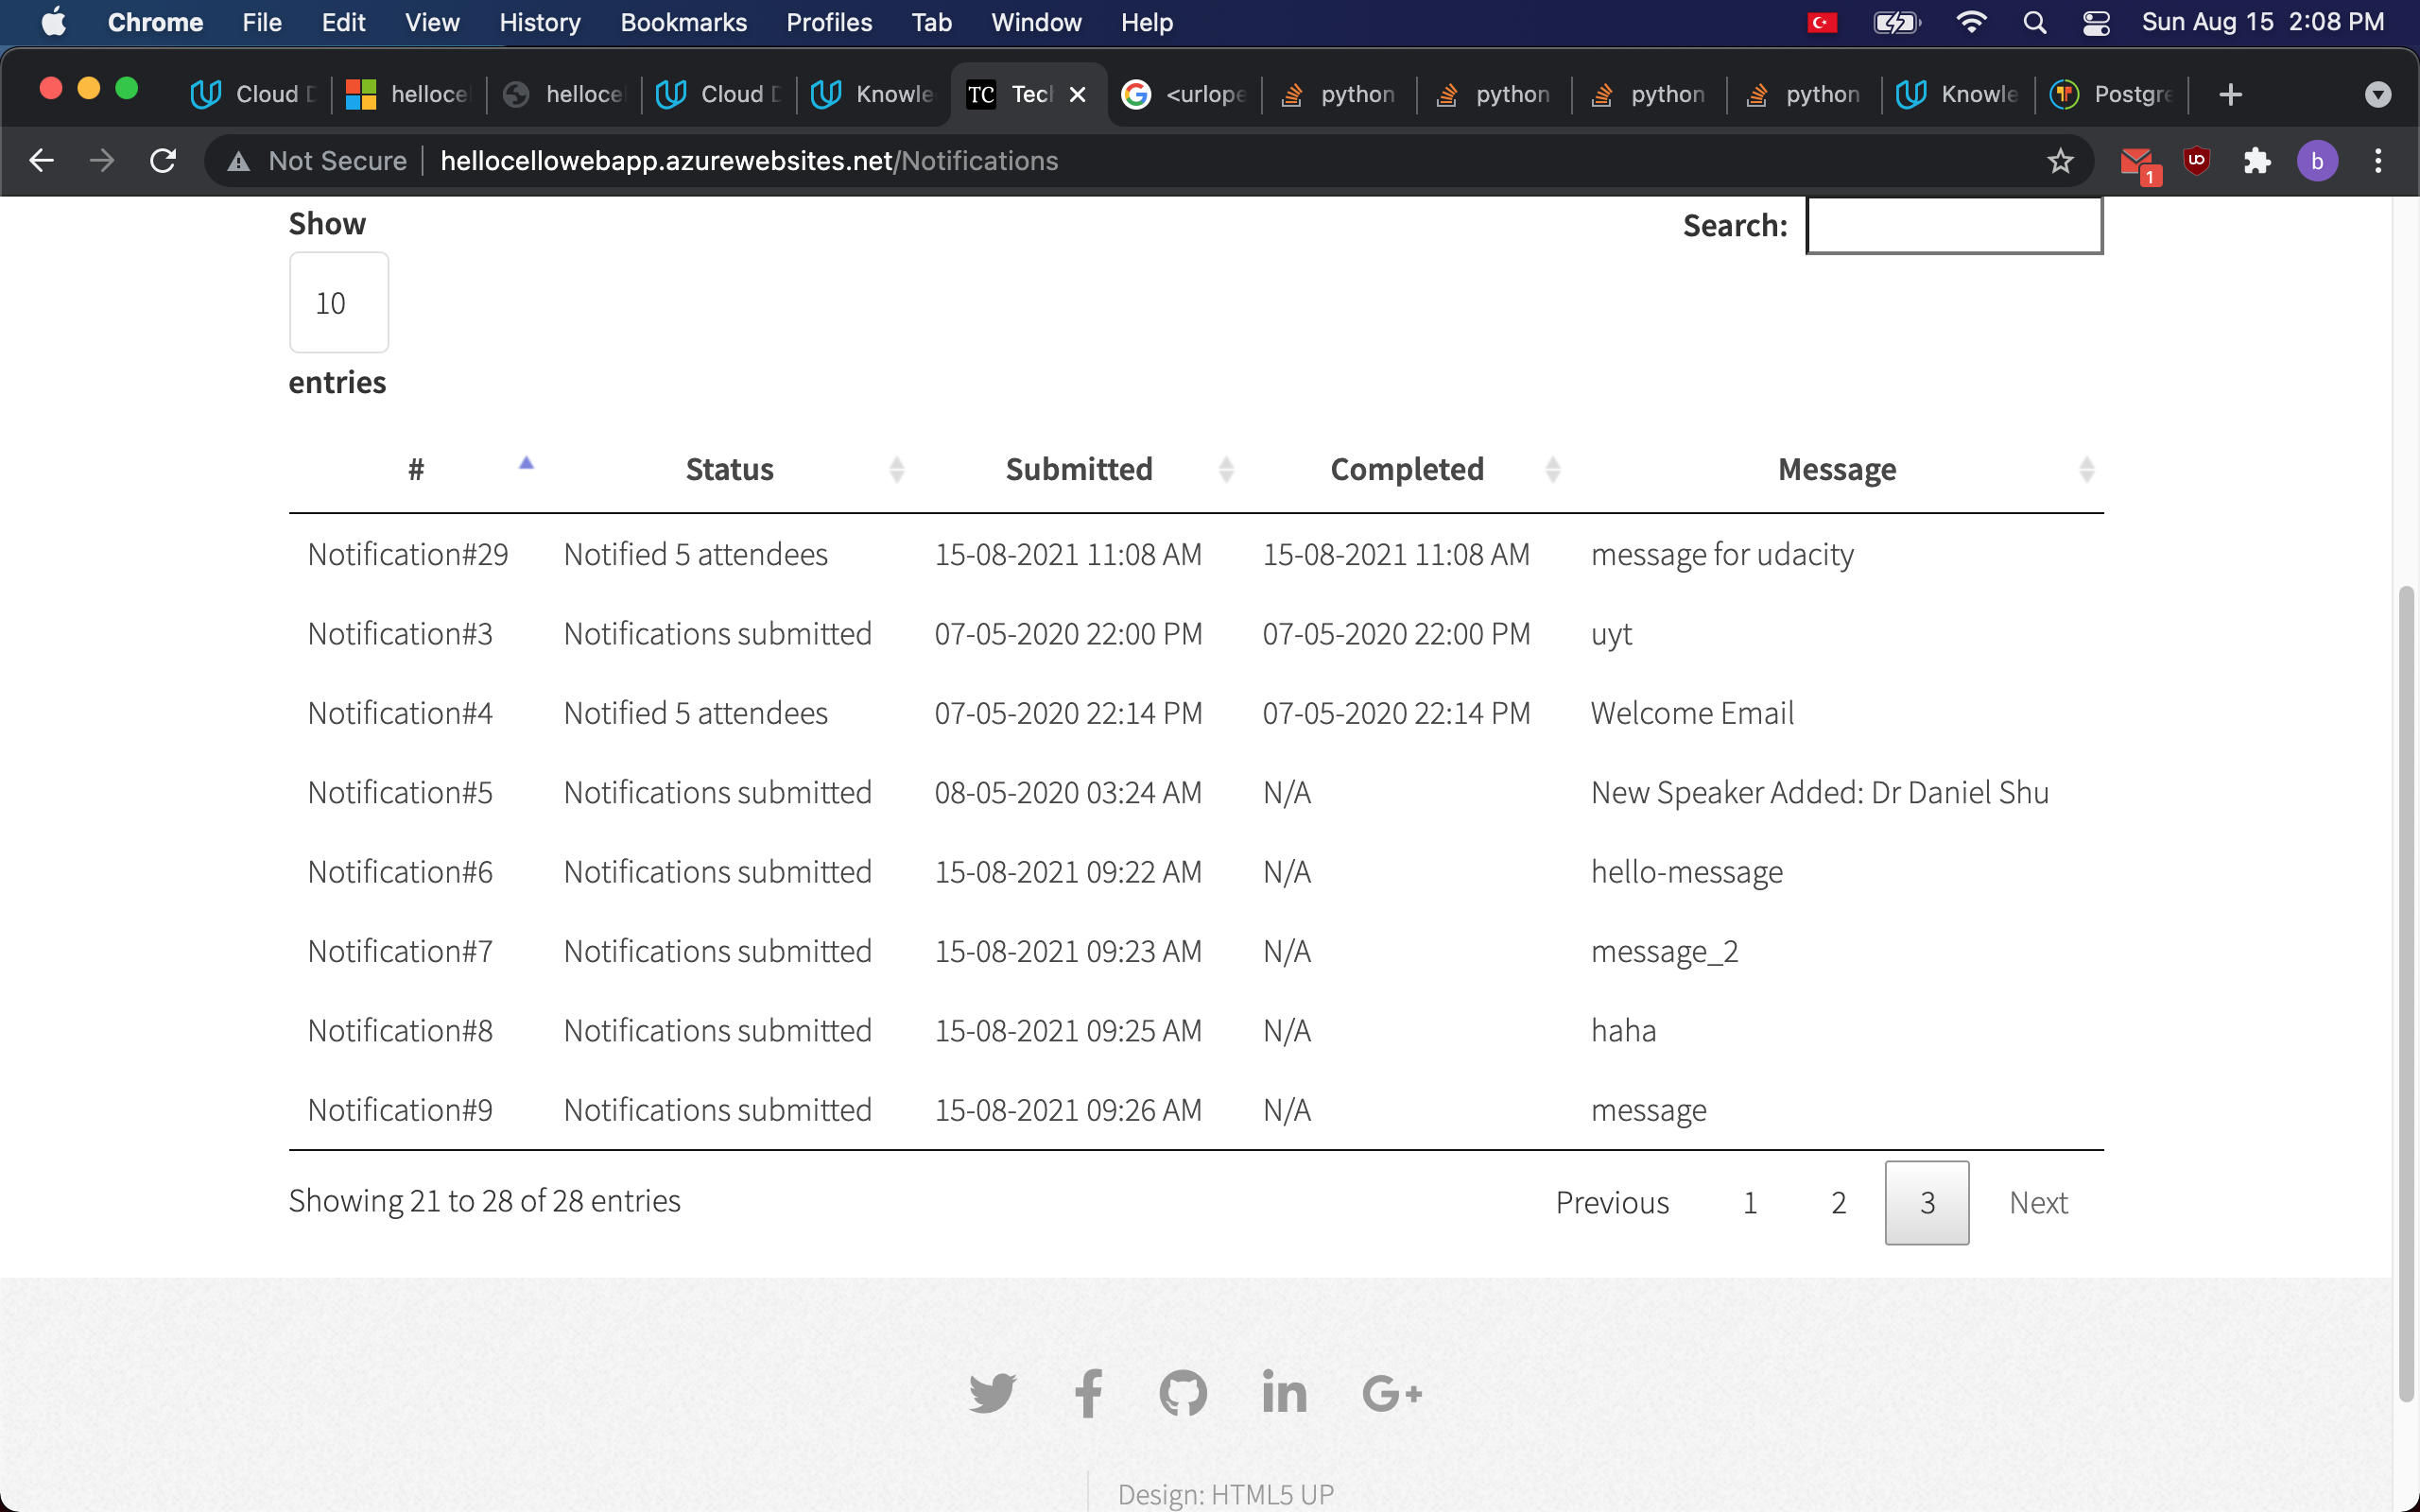 Chrome File Edit View History Bookmarks Profiles Tab Window Help Sun Aug 15 2:08 PM
Cloud D helloce helloce Cloud D Knowle TC Tech <urlope python python python python Knowle Postgre
Not Secure hellocellowebapp.azurewebsites.net/Notifications 1 b
Show Search:
10
entries
# Status Submitted Completed Message
Notification#29 Notified 5 attendees 15-08-2021 11:08 AM 15-08-2021 11:08 AM message for udacity
Notification#3 Notifications submitted 07-05-2020 22:00 PM 07-05-2020 22:00 PM uyt
Notification#4 Notified 5 attendees 07-05-2020 22:14 PM 07-05-2020 22:14 PM Welcome Email
Notification#5 Notifications submitted 08-05-2020 03:24 AM N/A New Speaker Added: Dr Daniel Shu
Notification#6 Notifications submitted 15-08-2021 09:22 AM N/A hello-message
Notification#7 Notifications submitted 15-08-2021 09:23 AM N/A message_2
Notification#8 Notifications submitted 15-08-2021 09:25 AM N/A haha
Notification#9 Notifications submitted 15-08-2021 09:26 AM N/A message
Showing 21 to 28 of 28 entries Previous 1 2 3 Next
Design: HTML5 UP